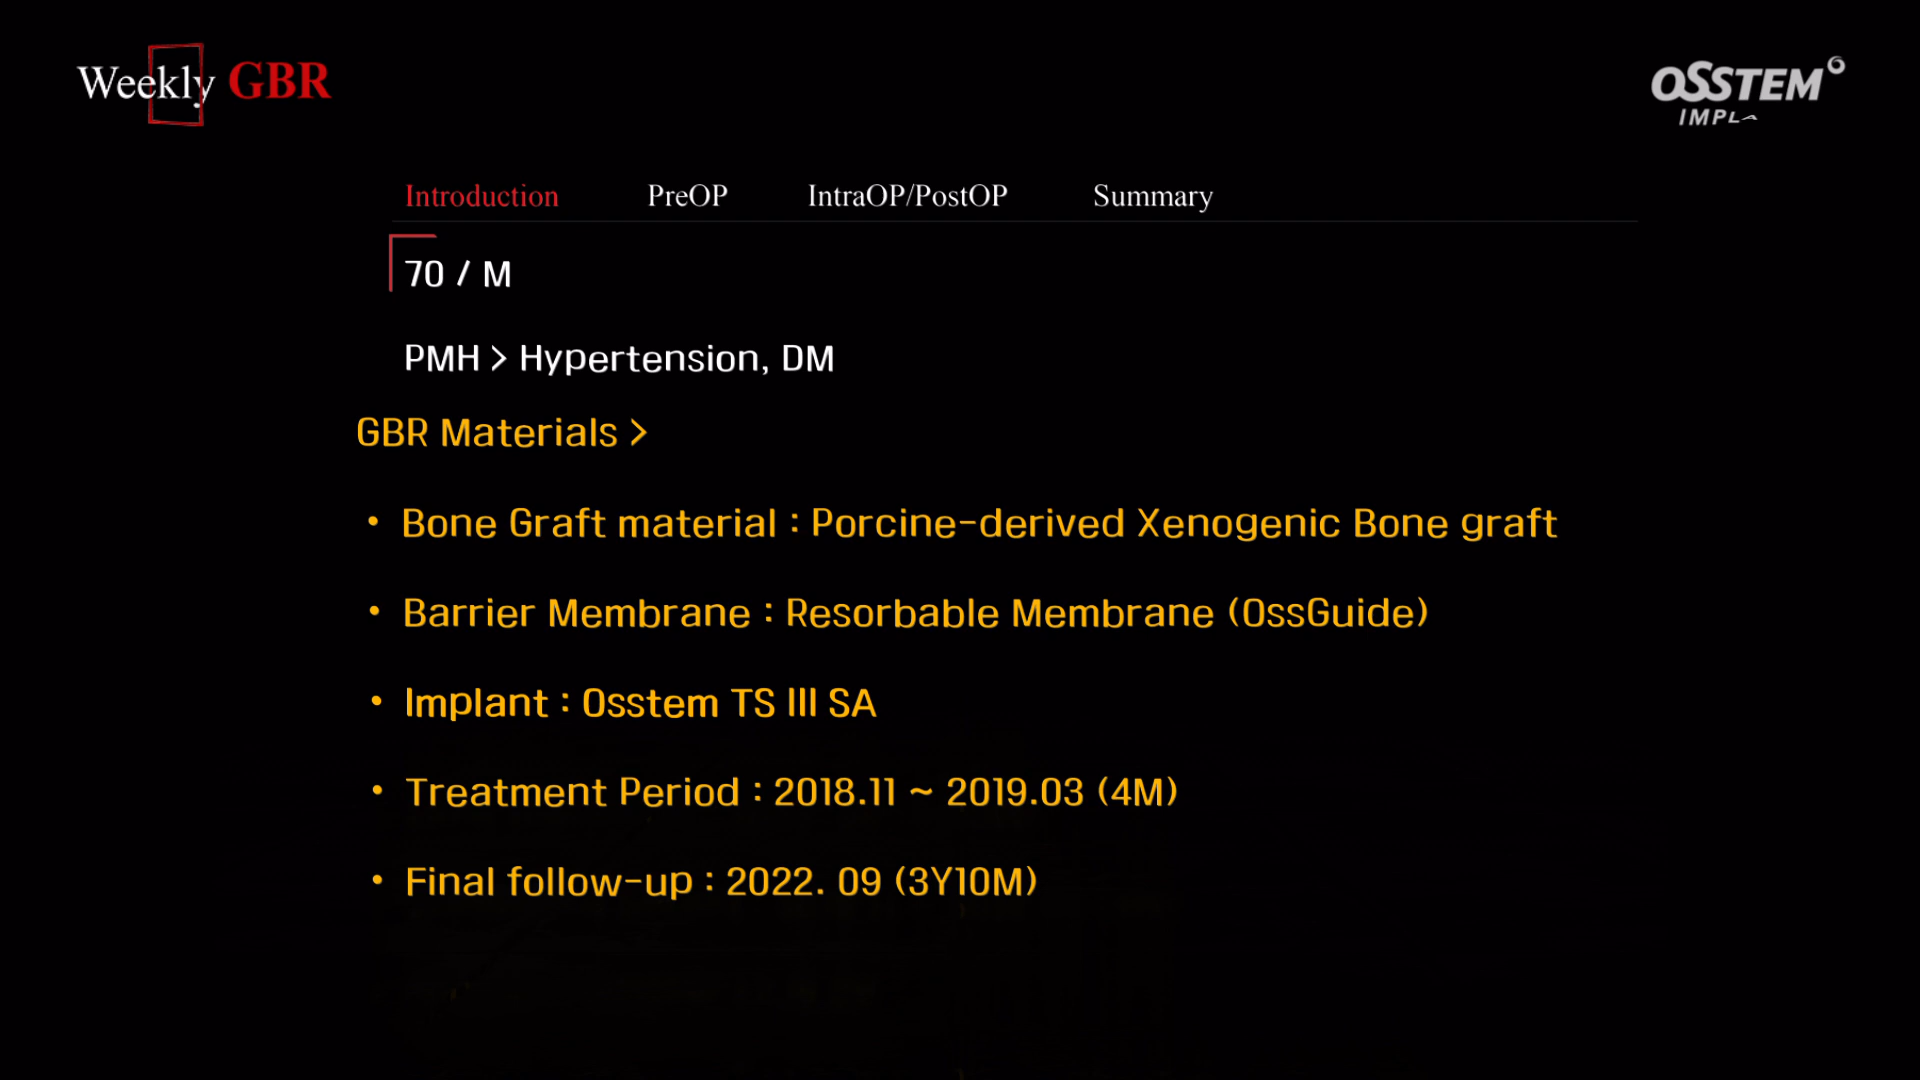 Weekly GBR
OSSTEM
IMPLA
Introduction PreOP IntraOP/PostOP Summary
70 / M
PMH > Hypertension, DM
GBR Materials >
• Bone Graft material : Porcine-derived Xenogenic Bone graft
• Barrier Membrane : Resorbable Membrane (OssGuide)
• Implant : Osstem TS III SA
• Treatment Period : 2018.11 ~ 2019.03 (4M)
• Final follow-up : 2022. 09 (3Y10M)